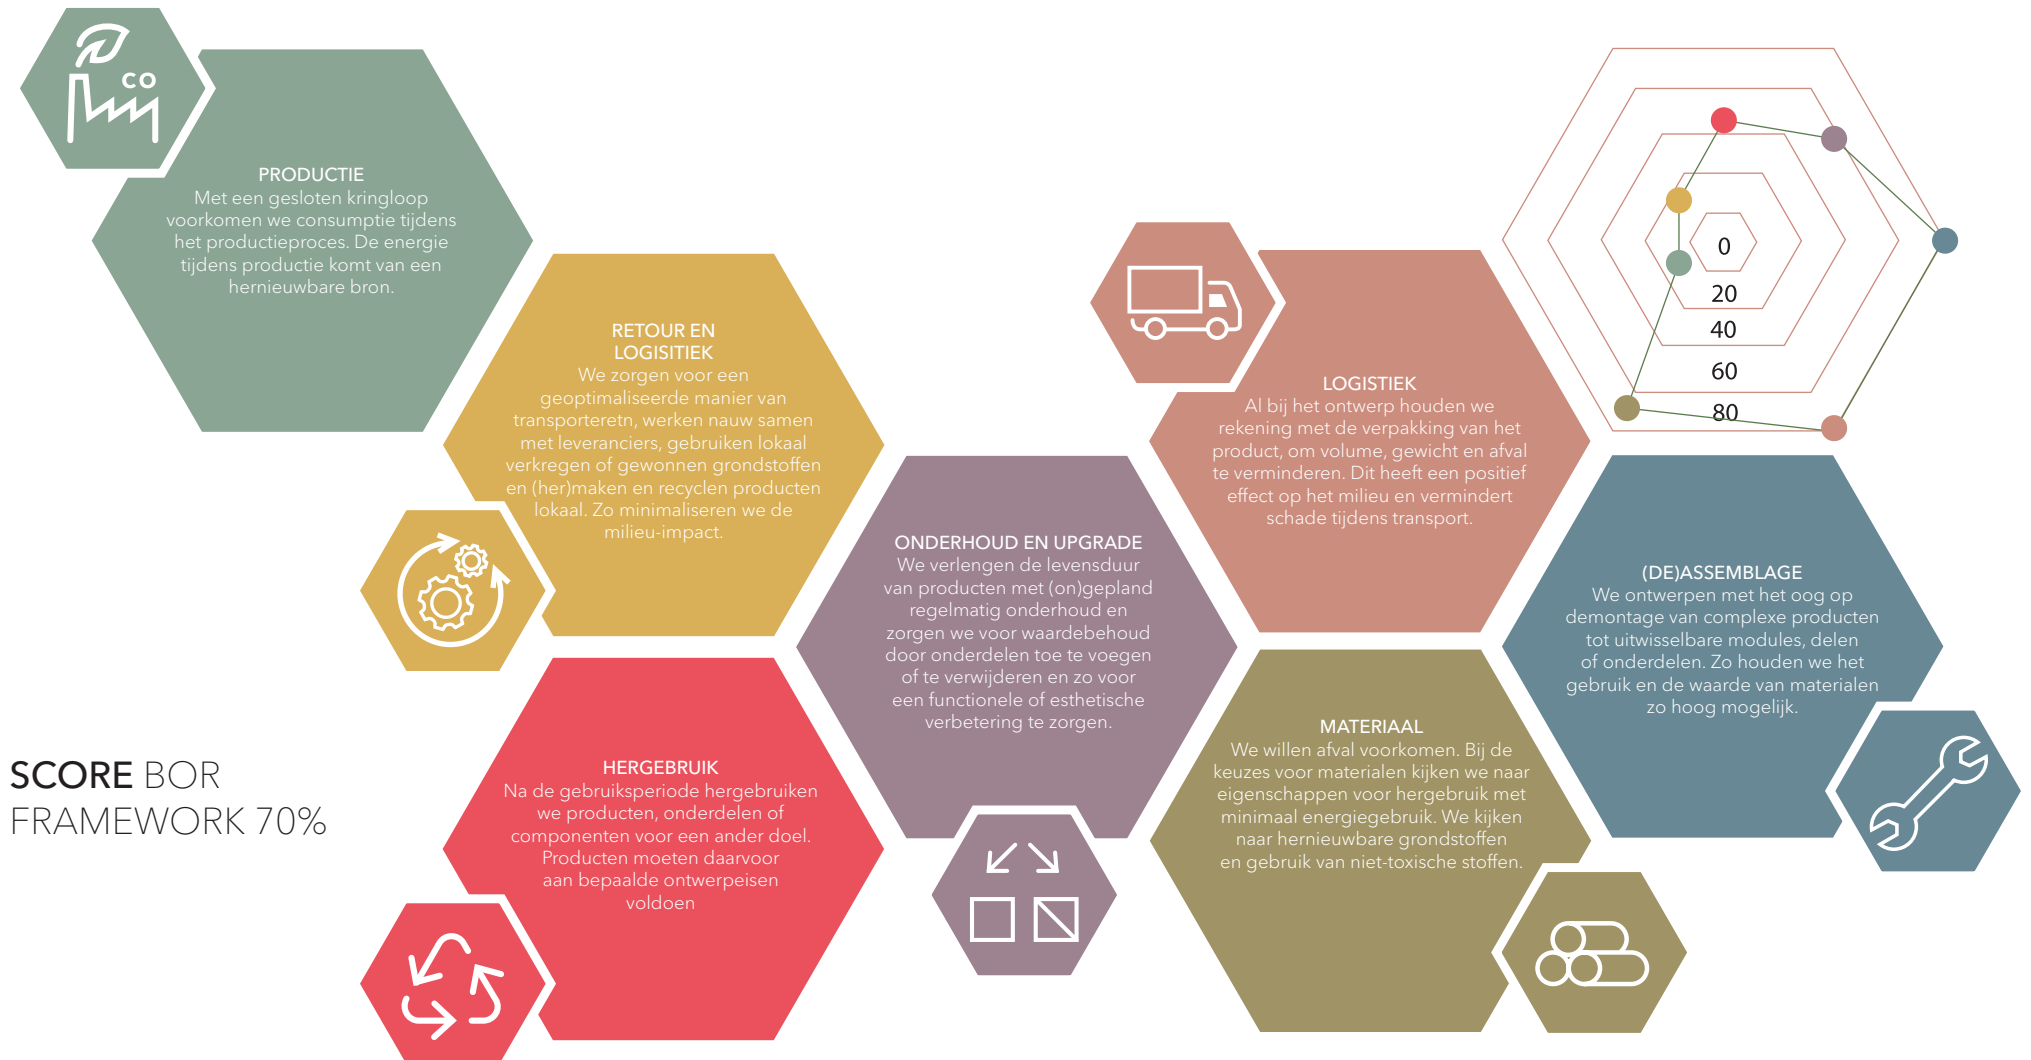 CO
PRODUCTIE
Met een gesloten kringloop
voorkomen we consumptie tijdens
het productieproces. De energie
tijdens productie komt van een
hernieuwbare bron.
RETOUR EN
LOGISITIEK
We zorgen voor een
geoptimaliseerde manier van
transporteretn, werken nauw samen
met leveranciers, gebruiken lokaal
verkregen of gewonnen grondstoffen
en (her)maken en recyclen producten
lokaal. Zo minimaliseren we de
milieu-impact.
HERGEBRUIK
Na de gebruiksperiode hergebruiken
we producten, onderdelen of
componenten voor een ander doel.
Producten moeten daarvoor
aan bepaalde ontwerpeisen
voldoen
ONDERHOUD EN UPGRADE
We verlengen de levensduur
van producten met (on)gepland
regelmatig onderhoud en
zorgen we voor waardebehoud
door onderdelen toe te voegen
of te verwijderen en zo voor
een functionele of esthetische
verbetering te zorgen.
LOGISTIEK
Al bij het ontwerp houden we
rekening met de verpakking van het
product, om volume, gewicht en afval
te verminderen. Dit heeft een positief
effect op het milieu en vermindert
schade tijdens transport.
MATERIAAL
We willen afval voorkomen. Bij de
keuzes voor materialen kijken we naar
eigenschappen voor hergebruik met
minimaal energiegebruik. We kijken
naar hernieuwbare grondstoffen
en gebruik van niet-toxische stoffen.
(DE)ASSEMBLAGE
We ontwerpen met het oog op
demontage van complexe producten
tot uitwisselbare modules, delen
of onderdelen. Zo houden we het
gebruik en de waarde van materialen
zo hoog mogelijk.
0
20
40
60
80
SCORE BOR
FRAMEWORK 70%